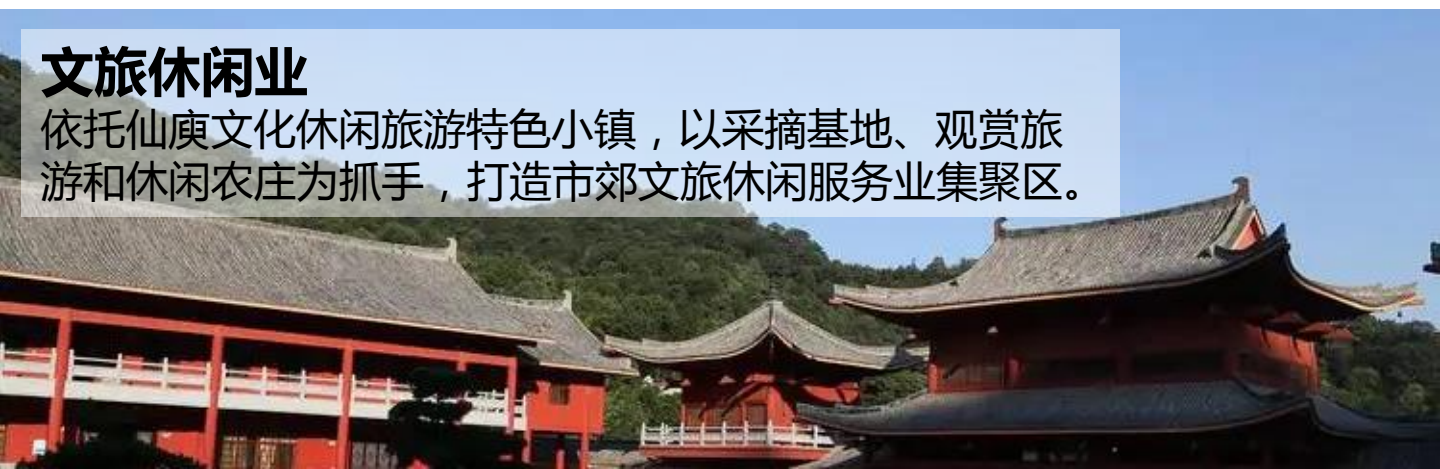 文旅休闲业
依托仙庾文化休闲旅游特色小镇，以采摘基地、观赏旅
游和休闲农庄为抓手，打造市郊文旅休闲服务业集聚区。